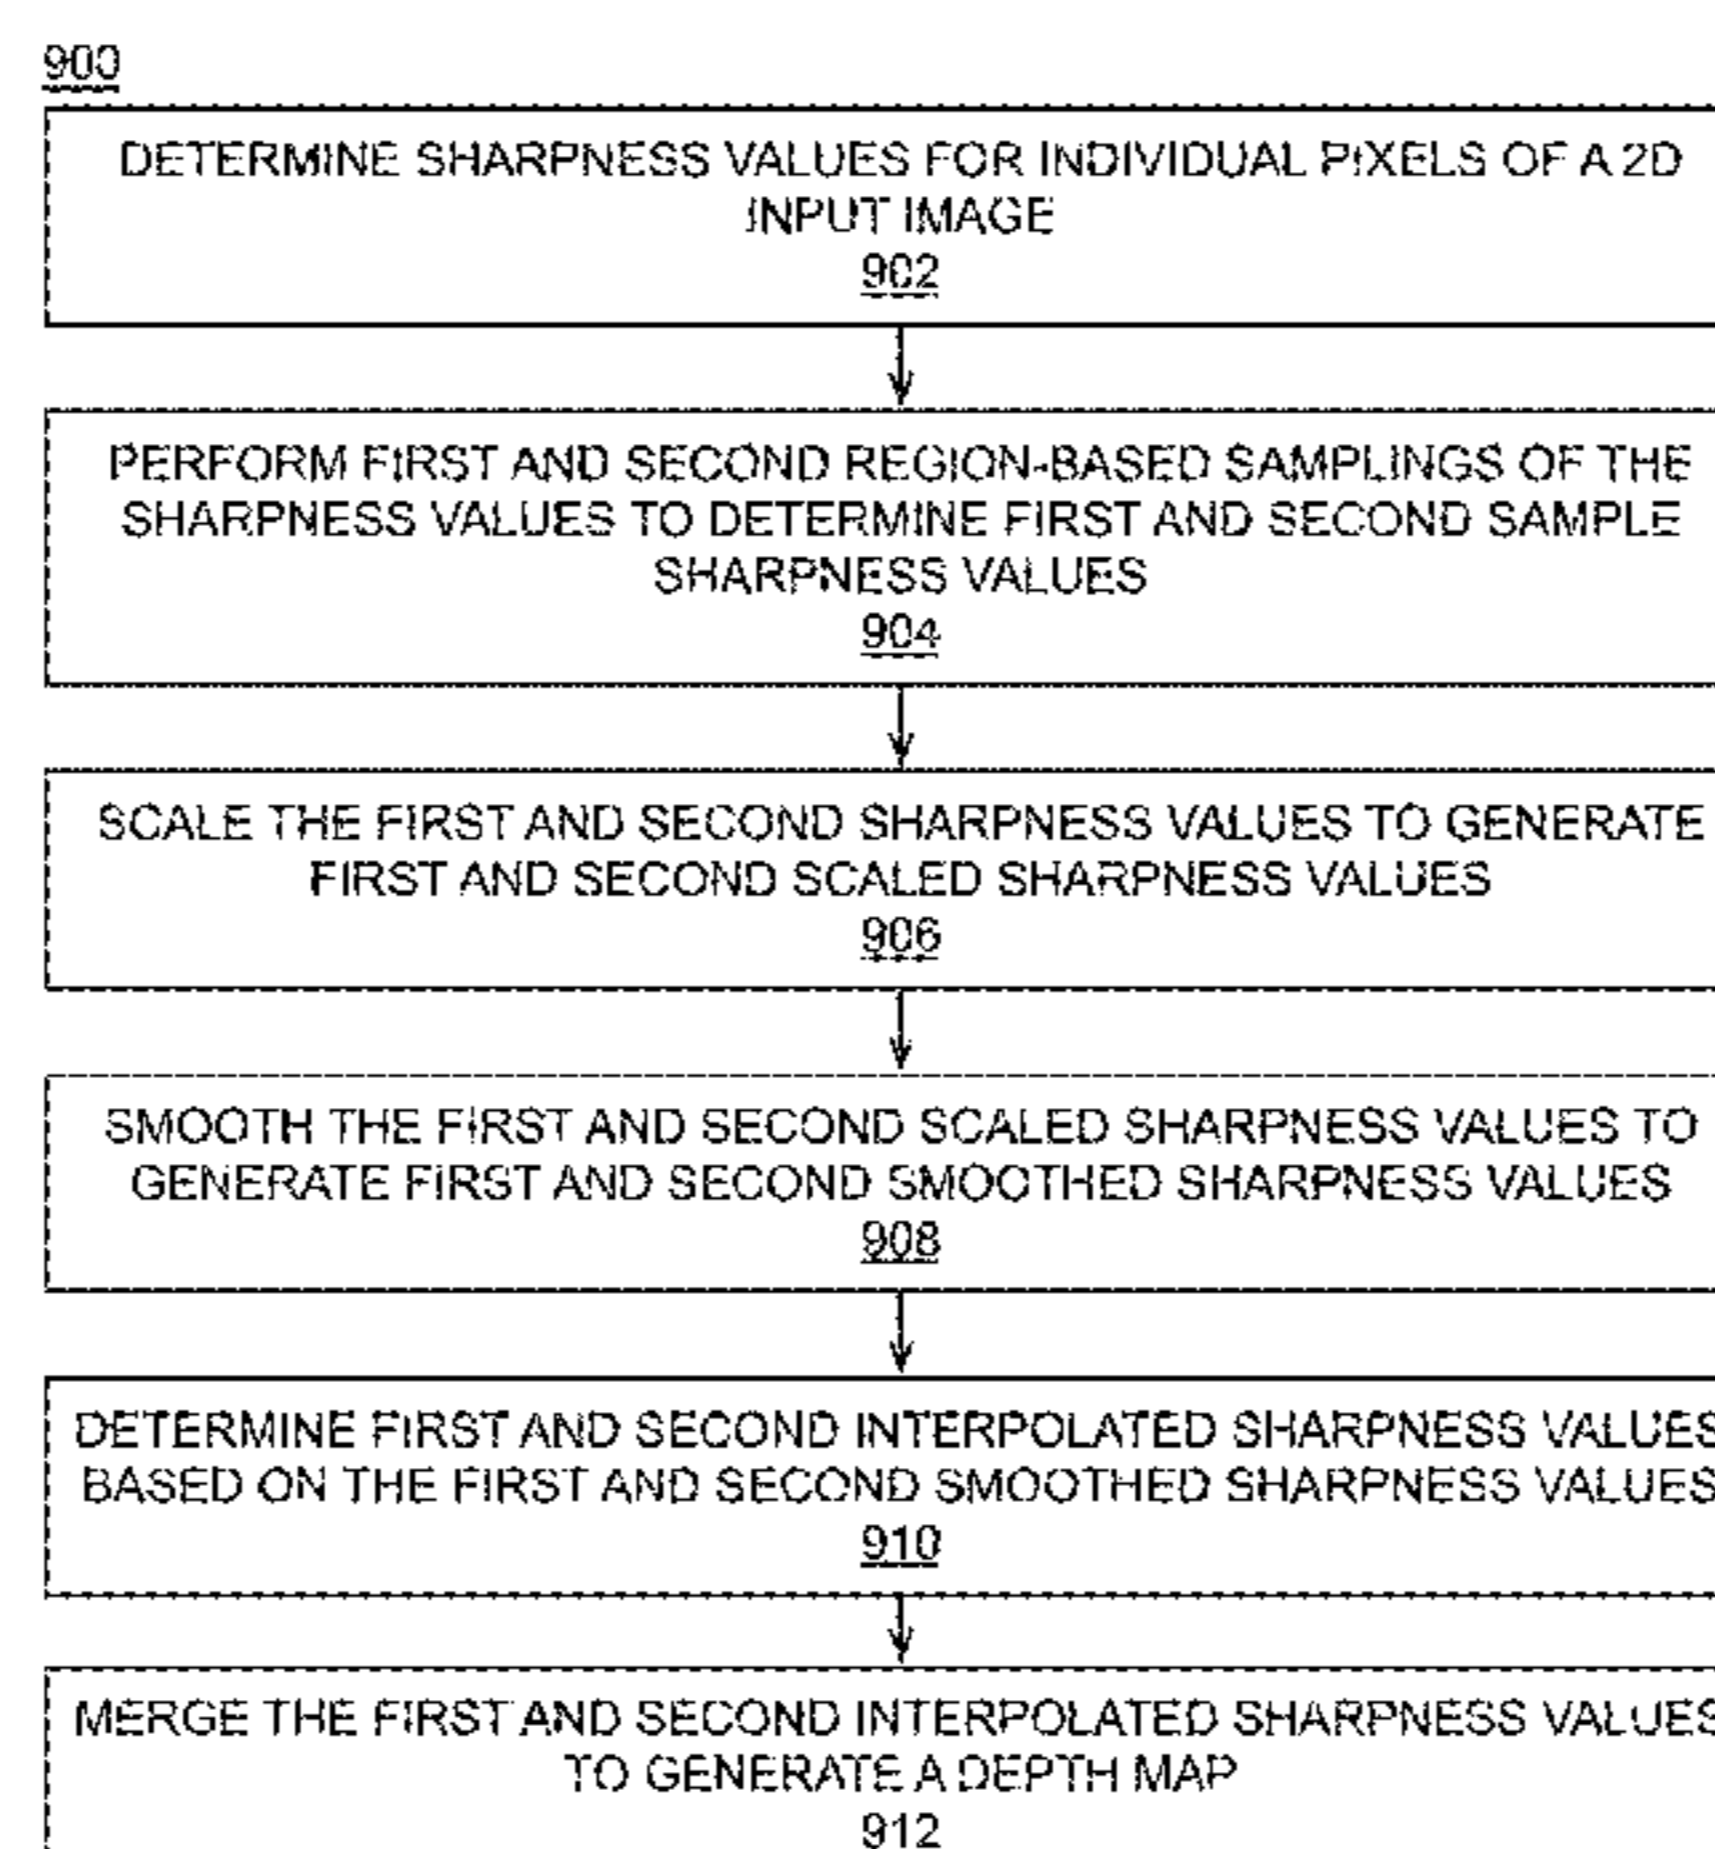 900
DETERMINE SHARPNESS VALUES FOR INDIVIDUAL PIXELS OF A 2D
INPUT IMAGE
902
PERFORM FIRST AND SECOND REGION-BASED SAMPLINGS OF THE
SHARPNESS VALUES TO DETERMINE FIRST AND SECOND SAMPLE
SHARPNESS VALUES
904
SCALE THE FIRST AND SECOND SHARPNESS VALUES TO GENERATE
FIRST AND SECOND SCALED SHARPNESS VALUES
906
SMOOTH THE FIRST AND SECOND SCALED SHARPNESS VALUES TO
GENERATE FIRST AND SECOND SMOOTHED SHARPNESS VALUES
908
DETERMINE FIRST AND SECOND INTERPOLATED SHARPNESS VALUES
BASED ON THE FIRST AND SECOND SMOOTHED SHARPNESS VALUES
910
MERGE THE FIRST AND SECOND INTERPOLATED SHARPNESS VALUES
TO GENERATE A DEPTH MAP
912